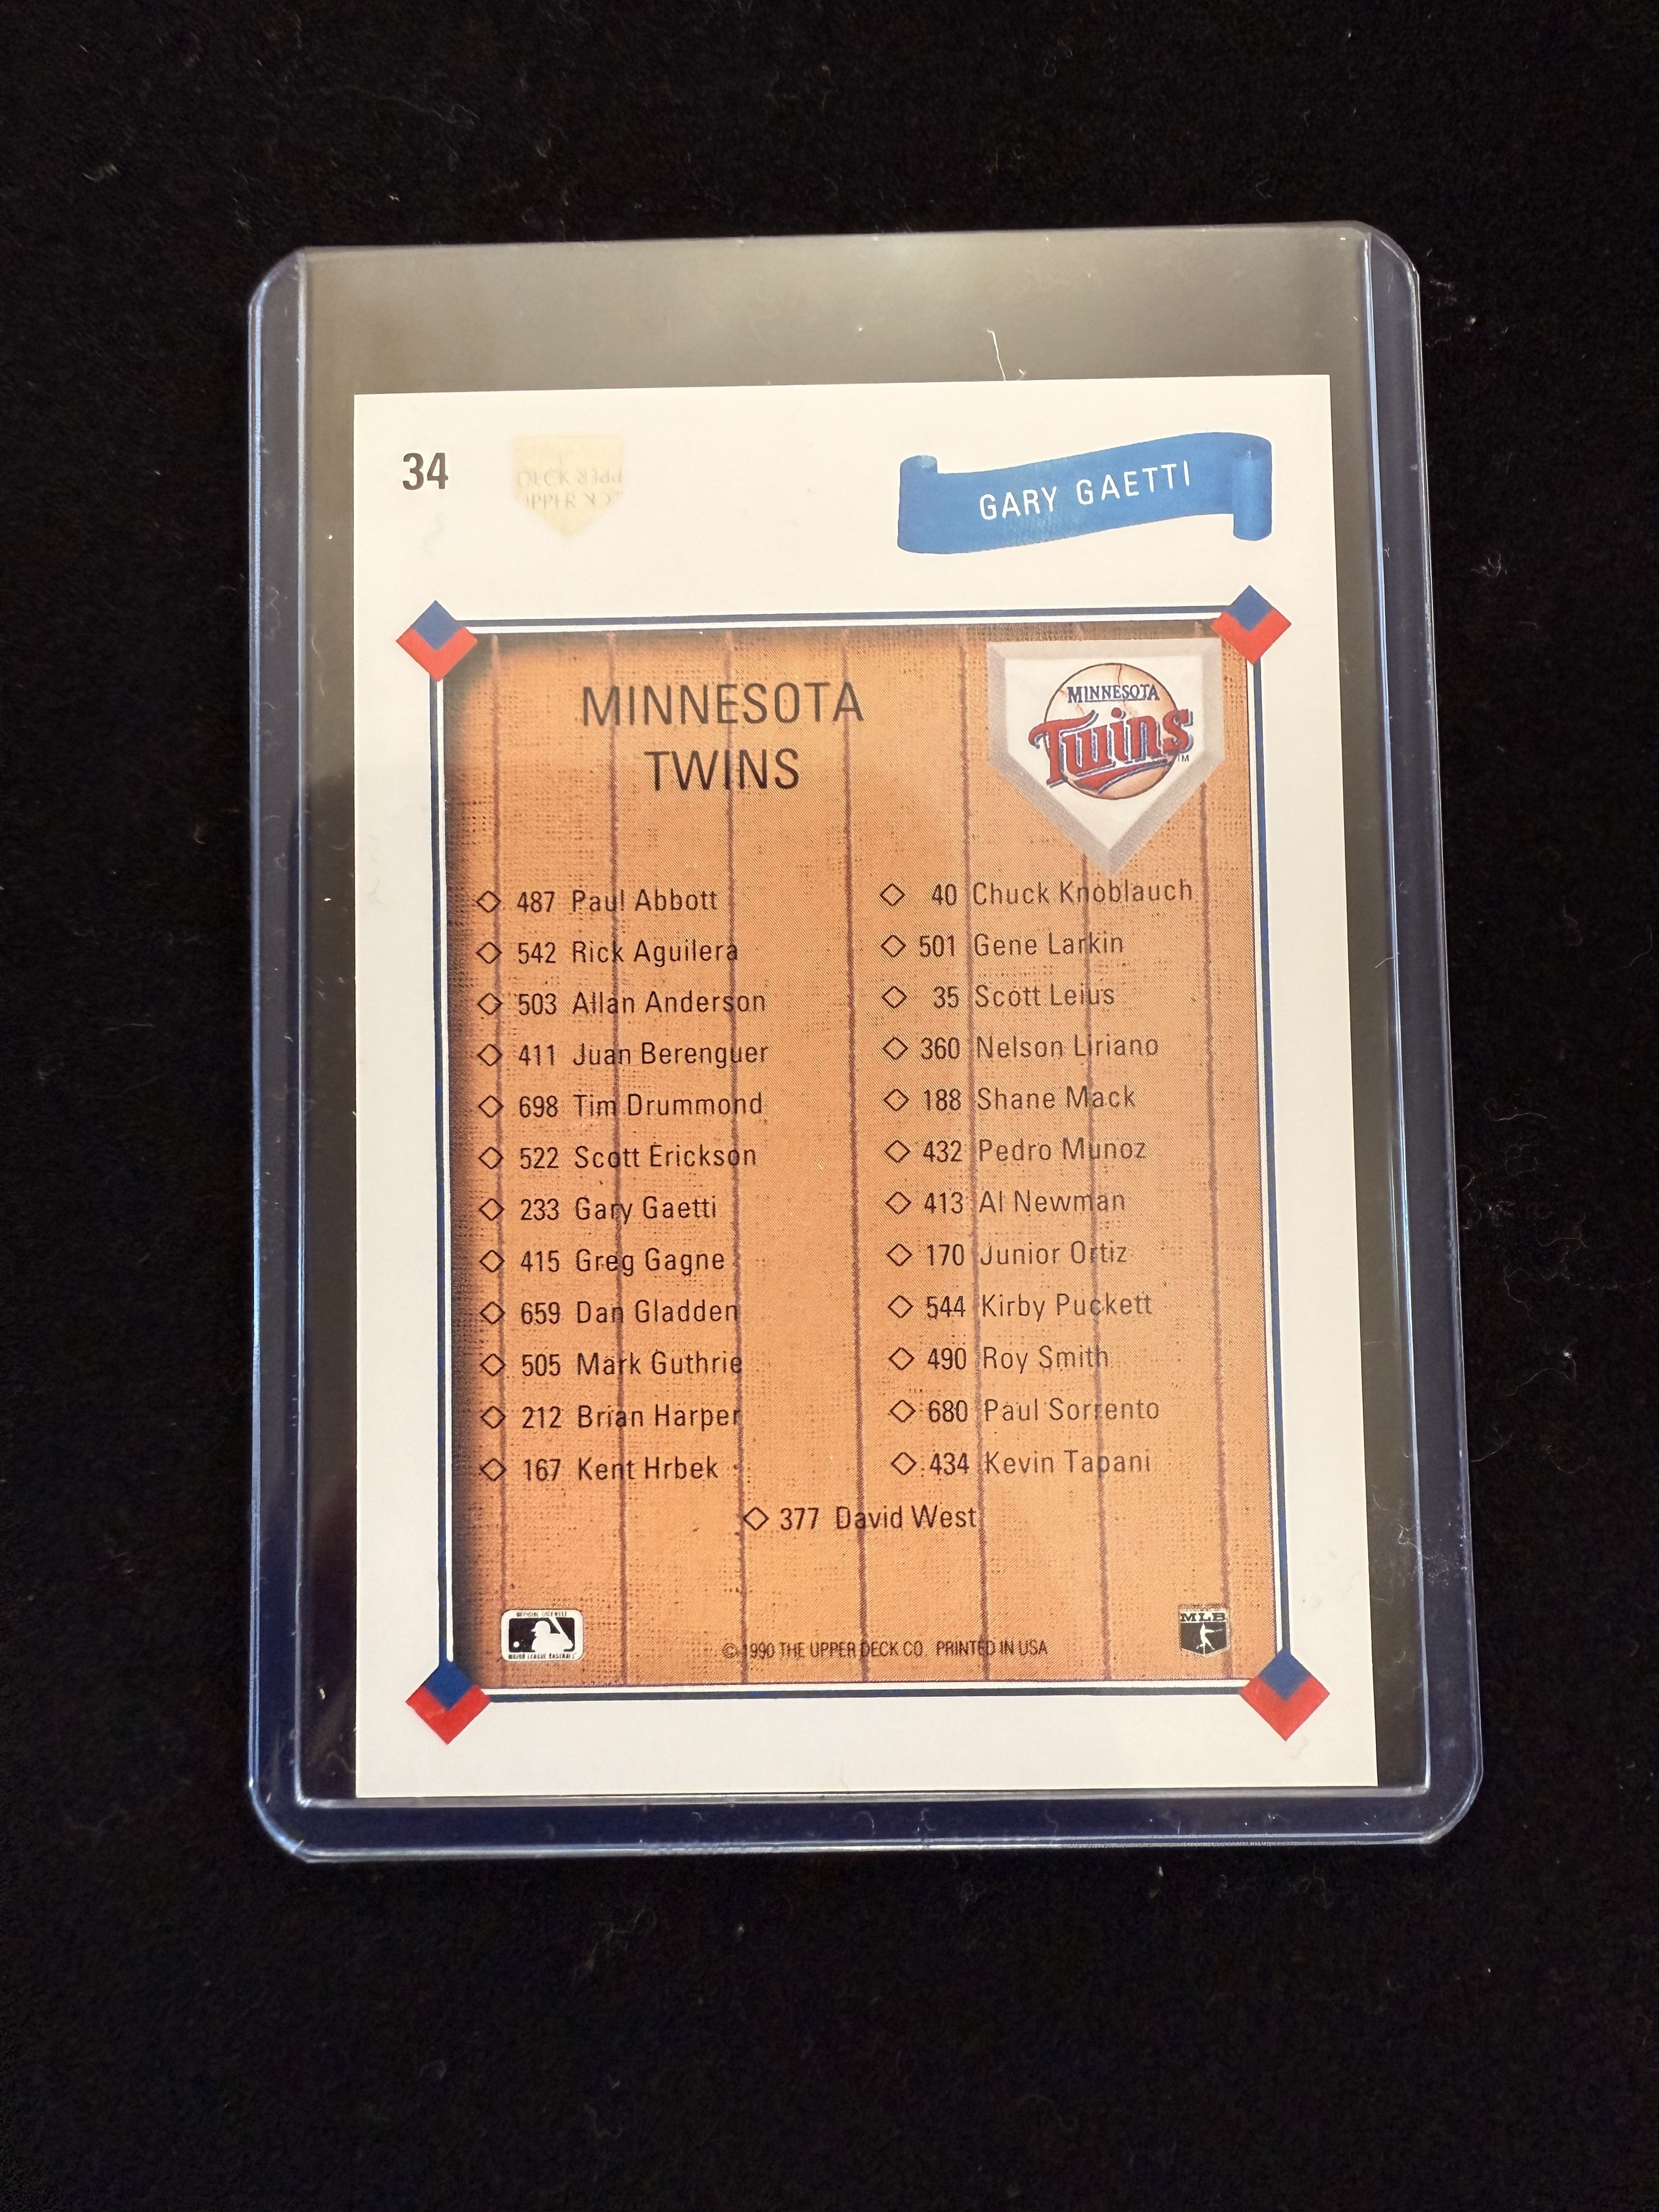 34
GARY GAETTI
MINNESOTA
TWINS
MINNESOTA
Twins
TM
487 Paul Abbott
542 Rick Aguilera
503 Allan Anderson
411 Juan Berenguer
698 Tim Drummond
522 Scott Erickson
233 Gary Gaetti
415 Greg Gagne
659 Dan Gladden
505 Mark Guthrie
212 Brian Harper
167 Kent Hrbek
40 Chuck Knoblauch
501 Gene Larkin
35 Scott Leius
360 Nelson Liriano
188 Shane Mack
432 Pedro Munoz
413 Al Newman
170 Junior Ortiz
544 Kirby Puckett
490 Roy Smith
680 Paul Sorrento
434 Kevin Tapani
377 David West
MAJOR LEAGUE BASEBALL
© 1990 THE UPPER DECK CO. PRINTED IN USA
MLB